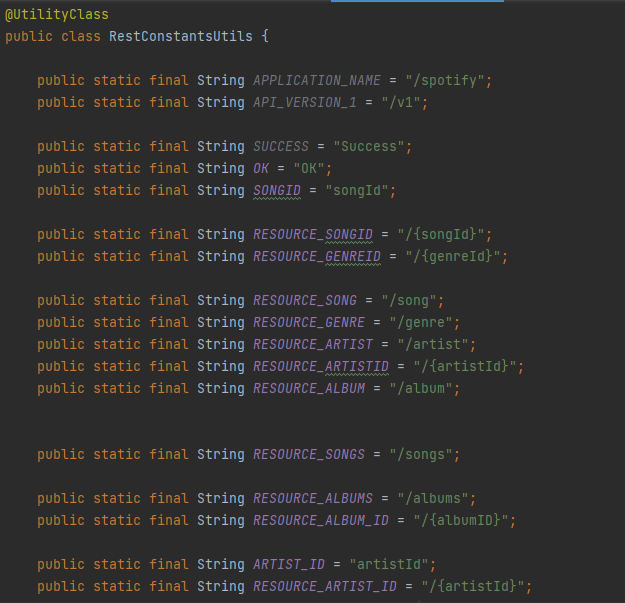 @UtilityClass
public class RestConstantsUtils {
public static final String APPLICATION_NAME = "/spotify";
public static final String API_VERSION_1 = "/v1";
public static final String SUCCESS = "Success";
public static final String OK = "OK";
public static final String SONGID = "songId";
public static final String RESOURCE_SONGID = "/{songId}";
public static final String RESOURCE_GENREID = "/{genreId}";
public static final String RESOURCE_SONG = "/song";
public static final String RESOURCE_GENRE = "/genre";
public static final String RESOURCE_ARTIST = "/artist";
public static final String RESOURCE_ARTISTID = "/{artistId}";
public static final String RESOURCE_ALBUM = "/album";
public static final String RESOURCE_SONGS = "/songs";
public static final String RESOURCE_ALBUMS = "/albums";
public static final String RESOURCE_ALBUM_ID = "/{albumID}";
public static final String ARTIST_ID = "artistId";
public static final String RESOURCE_ARTIST_ID = "/{artistId}";